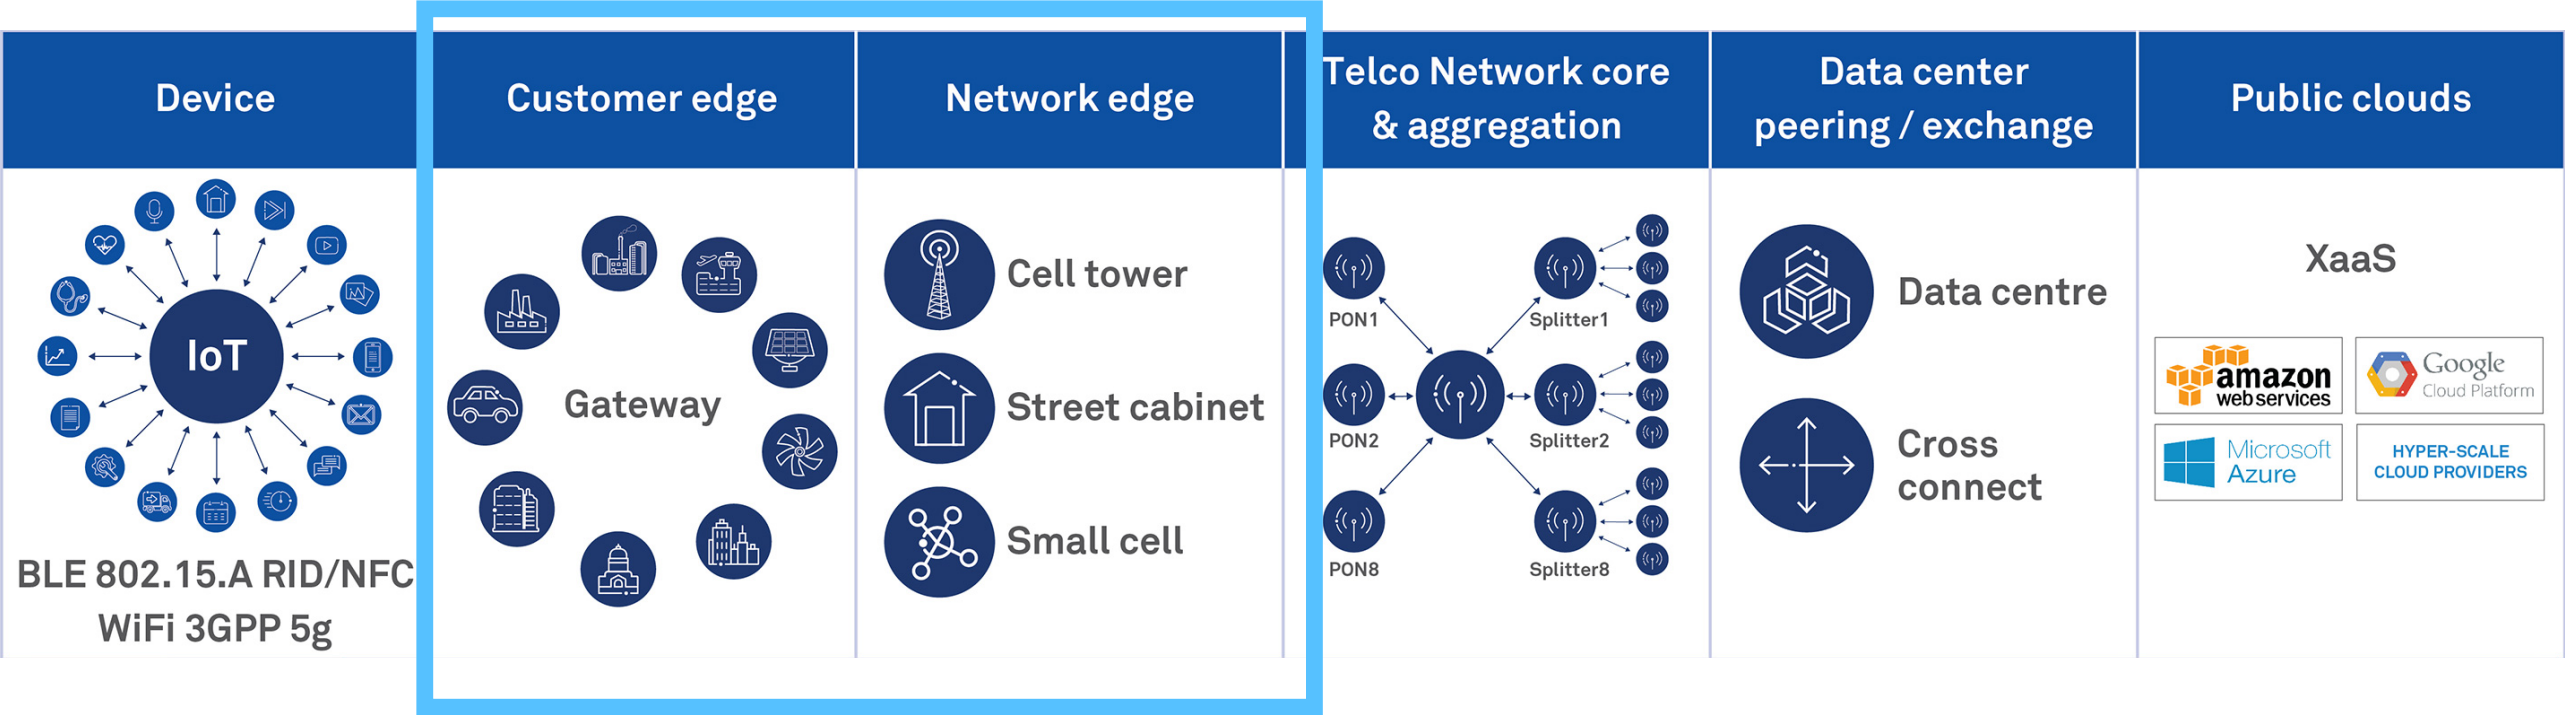 Device
Customer edge
Network edge
Telco Network core
& aggregation
Data center
peering / exchange
Public clouds
IoT
BLE 802.15.A RID/NFC
WiFi 3GPP 5g
Gateway
Cell tower
Street cabinet
Small cell
PON1
PON2
PON8
Splitter1
Splitter2
Splitter8
Data centre
Cross
connect
XaaS
amazon
web services
Google
Cloud Platform
Microsoft
Azure
HYPER-SCALE
CLOUD PROVIDERS